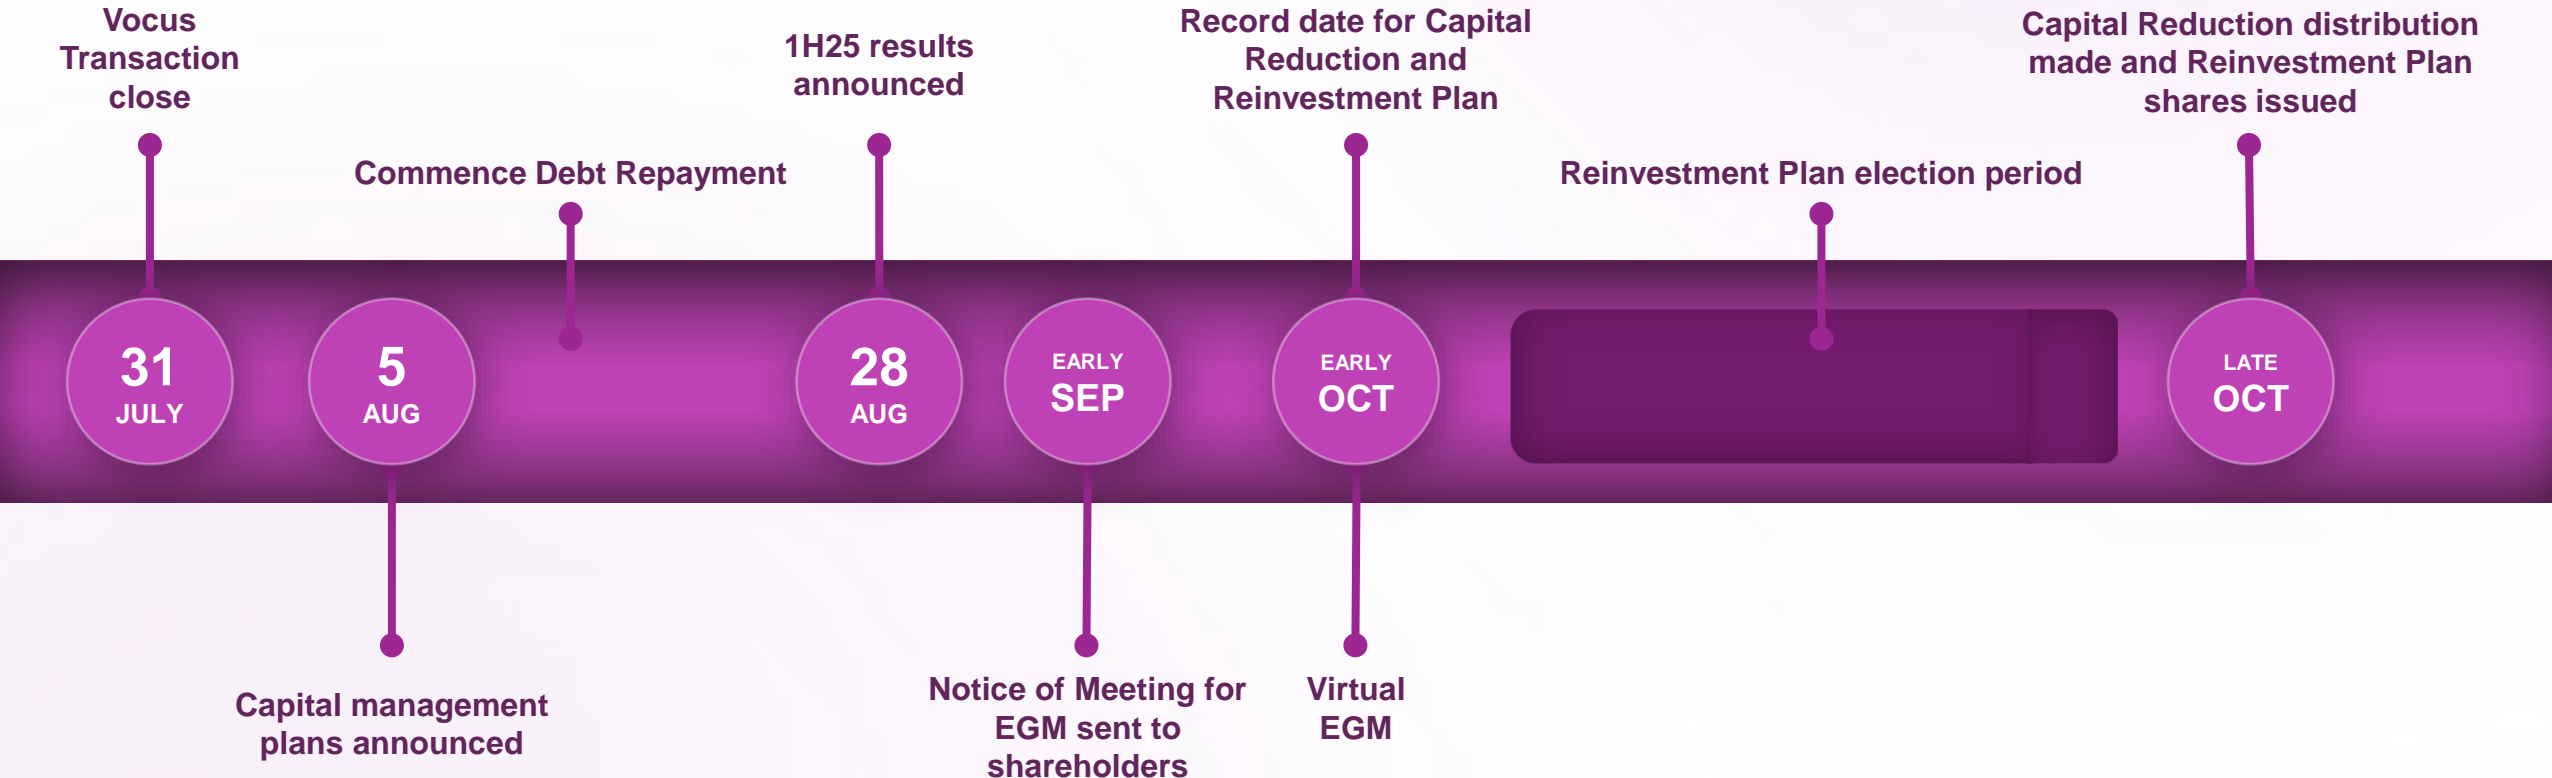 Vocus
Transaction
close
Commence Debt Repayment
1H25 results
announced
Record date for Capital
Reduction and
Reinvestment Plan
Reinvestment Plan election period
Capital Reduction distribution
made and Reinvestment Plan
shares issued
31
JULY
5
AUG
28
AUG
EARLY
SEP
EARLY
OCT
LATE
OCT
Capital management
plans announced
Notice of Meeting for
EGM sent to
shareholders
Virtual
EGM